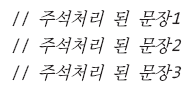 // 주석처리 된 문장1
// 주석처리 된 문장2
// 주석처리 된 문장3